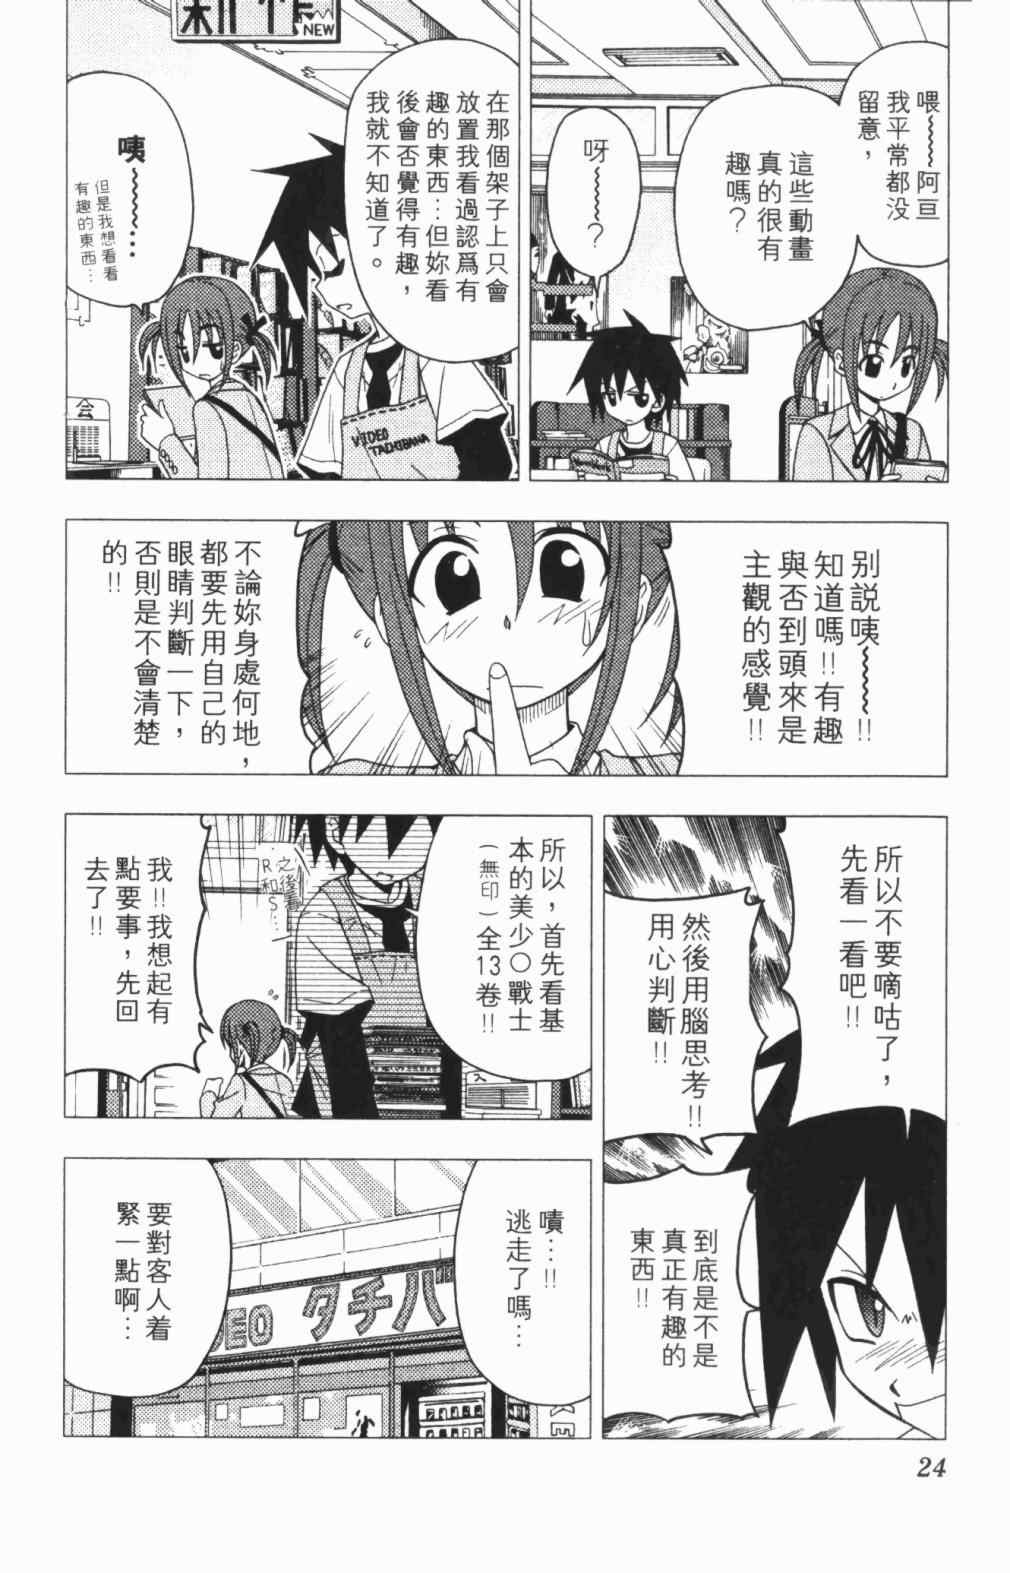 喂～～～阿亘
我平常都没
留意，
這些動畫
真的很有
趣嗎？
呀～～～？
新作
NEW
在那個架子上只會
放置我看過認爲有
趣的東西…但妳看
後會否覺得有趣，
我就不知道了。
VIDEO
TACHIBANA
咦～～～…
但是我想看看
有趣的東西…
会
別説咦～～～!!
知道嗎!!有趣
與否到頭來是
主觀的感覺!!
不論妳身處何地，
都要先用自己的
眼睛判斷一下，
否則是不會清楚
的!!
所以不要嘀咕了，
先看一看吧!!
然後用腦思考!!
用心判斷!!
到底是不是
真正有趣的
東西!!
所以，首先看基
本的美少○戰士
（無印）全13卷!!
之後看
R和S…
我!!我想起有
點要事，先回
去了!!
嘖…!!
逃走了嗎…
VIDEO タチバ
要對客人着
緊一點啊…
24